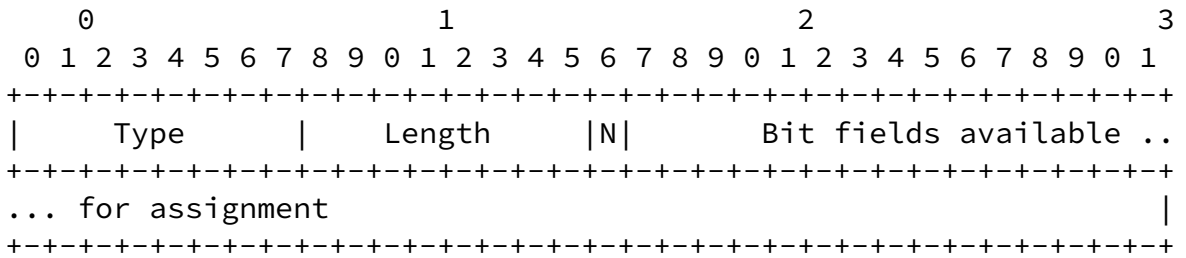 0                   1                   2                   3
 0 1 2 3 4 5 6 7 8 9 0 1 2 3 4 5 6 7 8 9 0 1 2 3 4 5 6 7 8 9 0 1
+-+-+-+-+-+-+-+-+-+-+-+-+-+-+-+-+-+-+-+-+-+-+-+-+-+-+-+-+-+-+-+-+
|     Type      |    Length     |N|       Bit fields available ..
+-+-+-+-+-+-+-+-+-+-+-+-+-+-+-+-+-+-+-+-+-+-+-+-+-+-+-+-+-+-+-+-+
... for assignment                                              |
+-+-+-+-+-+-+-+-+-+-+-+-+-+-+-+-+-+-+-+-+-+-+-+-+-+-+-+-+-+-+-+-+